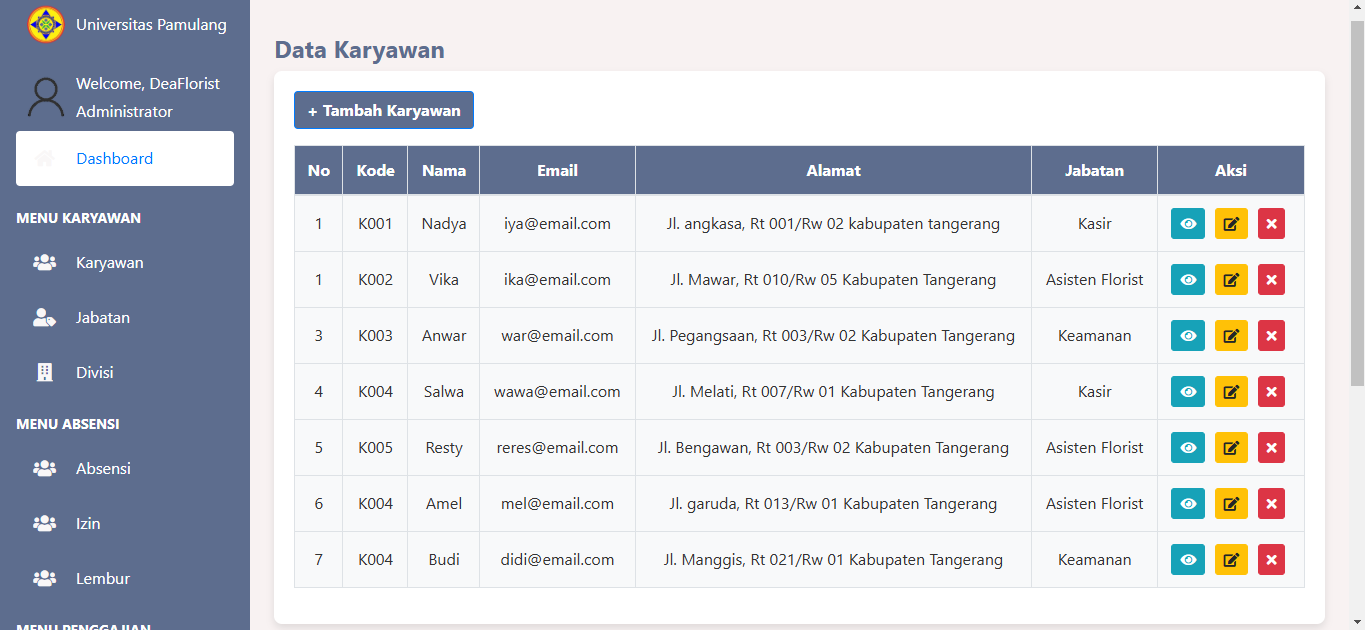 Universitas Pamulang
Welcome, DeaFlorist
Administrator
Dashboard
MENU KARYAWAN
Karyawan
Jabatan
Divisi
MENU ABSENSI
Absensi
Izin
Lembur
MENU PENGGAJIAN
Data Karyawan
+ Tambah Karyawan
No Kode Nama Email Alamat Jabatan Aksi
1 K001 Nadya iya@email.com Jl. angkasa, Rt 001/Rw 02 kabupaten tangerang Kasir
1 K002 Vika ika@email.com Jl. Mawar, Rt 010/Rw 05 Kabupaten Tangerang Asisten Florist
3 K003 Anwar war@email.com Jl. Pegangsaan, Rt 003/Rw 02 Kabupaten Tangerang Keamanan
4 K004 Salwa wawa@email.com Jl. Melati, Rt 007/Rw 01 Kabupaten Tangerang Kasir
5 K005 Resty reres@email.com Jl. Bengawan, Rt 003/Rw 02 Kabupaten Tangerang Asisten Florist
6 K004 Amel mel@email.com Jl. garuda, Rt 013/Rw 01 Kabupaten Tangerang Asisten Florist
7 K004 Budi didi@email.com Jl. Manggis, Rt 021/Rw 01 Kabupaten Tangerang Keamanan